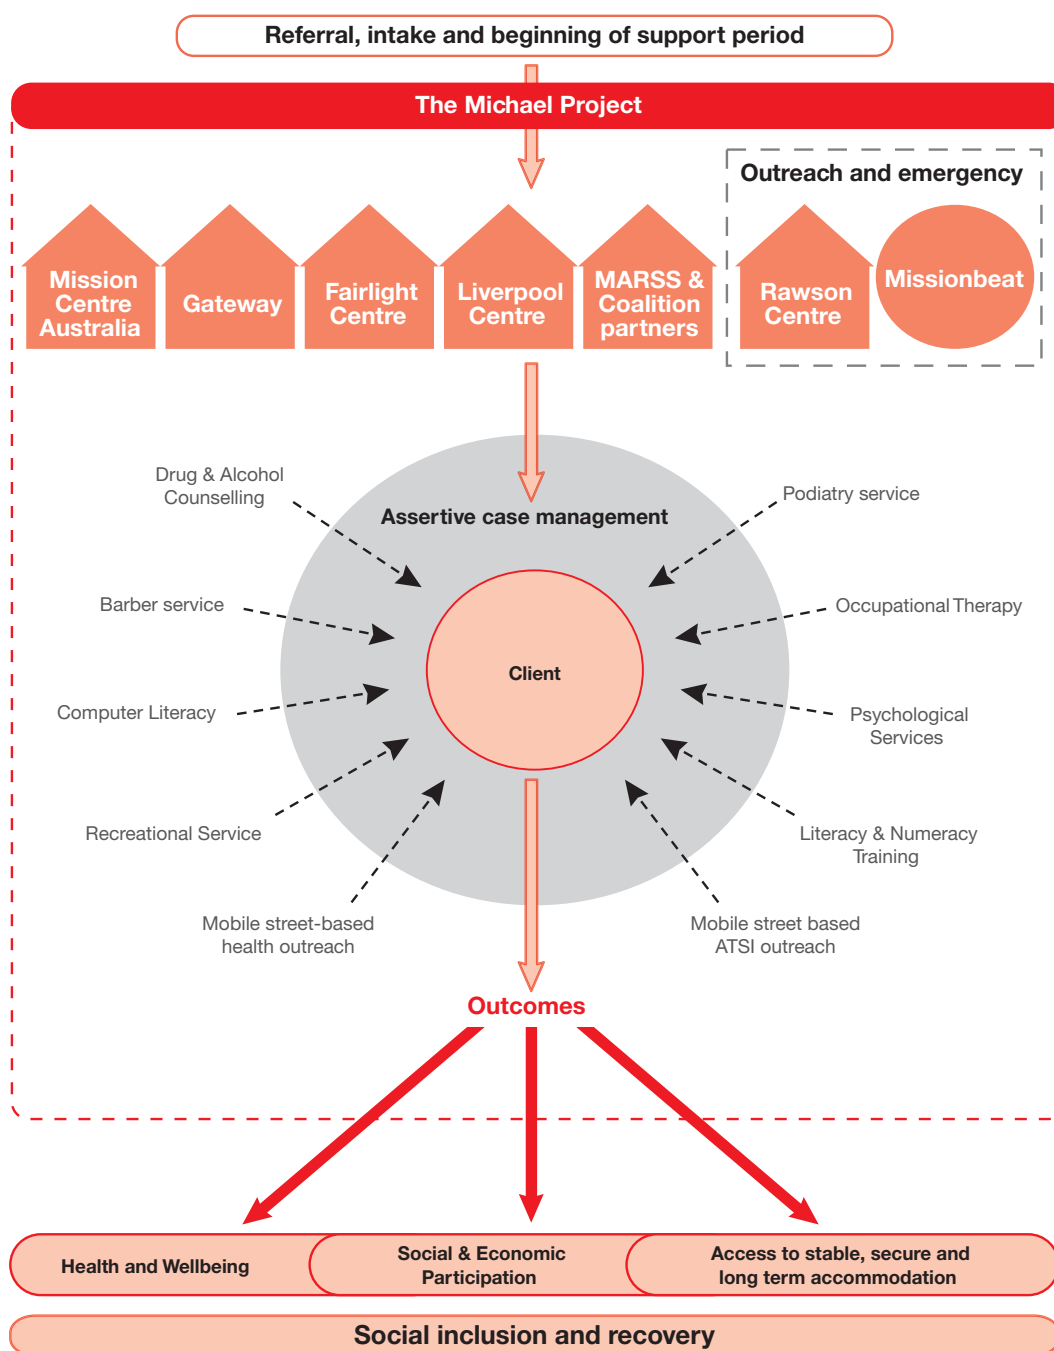 Referral, intake and beginning of support period
The Michael Project
Outreach and emergency
Mission
Centre
Australia
Gateway
Fairlight
Centre
Liverpool
Centre
MARSS &
Coalition
partners
Rawson
Centre
Missionbeat
Drug & Alcohol
Counselling
Podiatry service
Assertive case management
Barber service
Occupational Therapy
Client
Computer Literacy
Psychological
Services
Recreational Service
Literacy & Numeracy
Training
Mobile street-based
health outreach
Mobile street based
ATSI outreach
Outcomes
Health and Wellbeing
Social & Economic
Participation
Access to stable, secure and
long term accommodation
Social inclusion and recovery